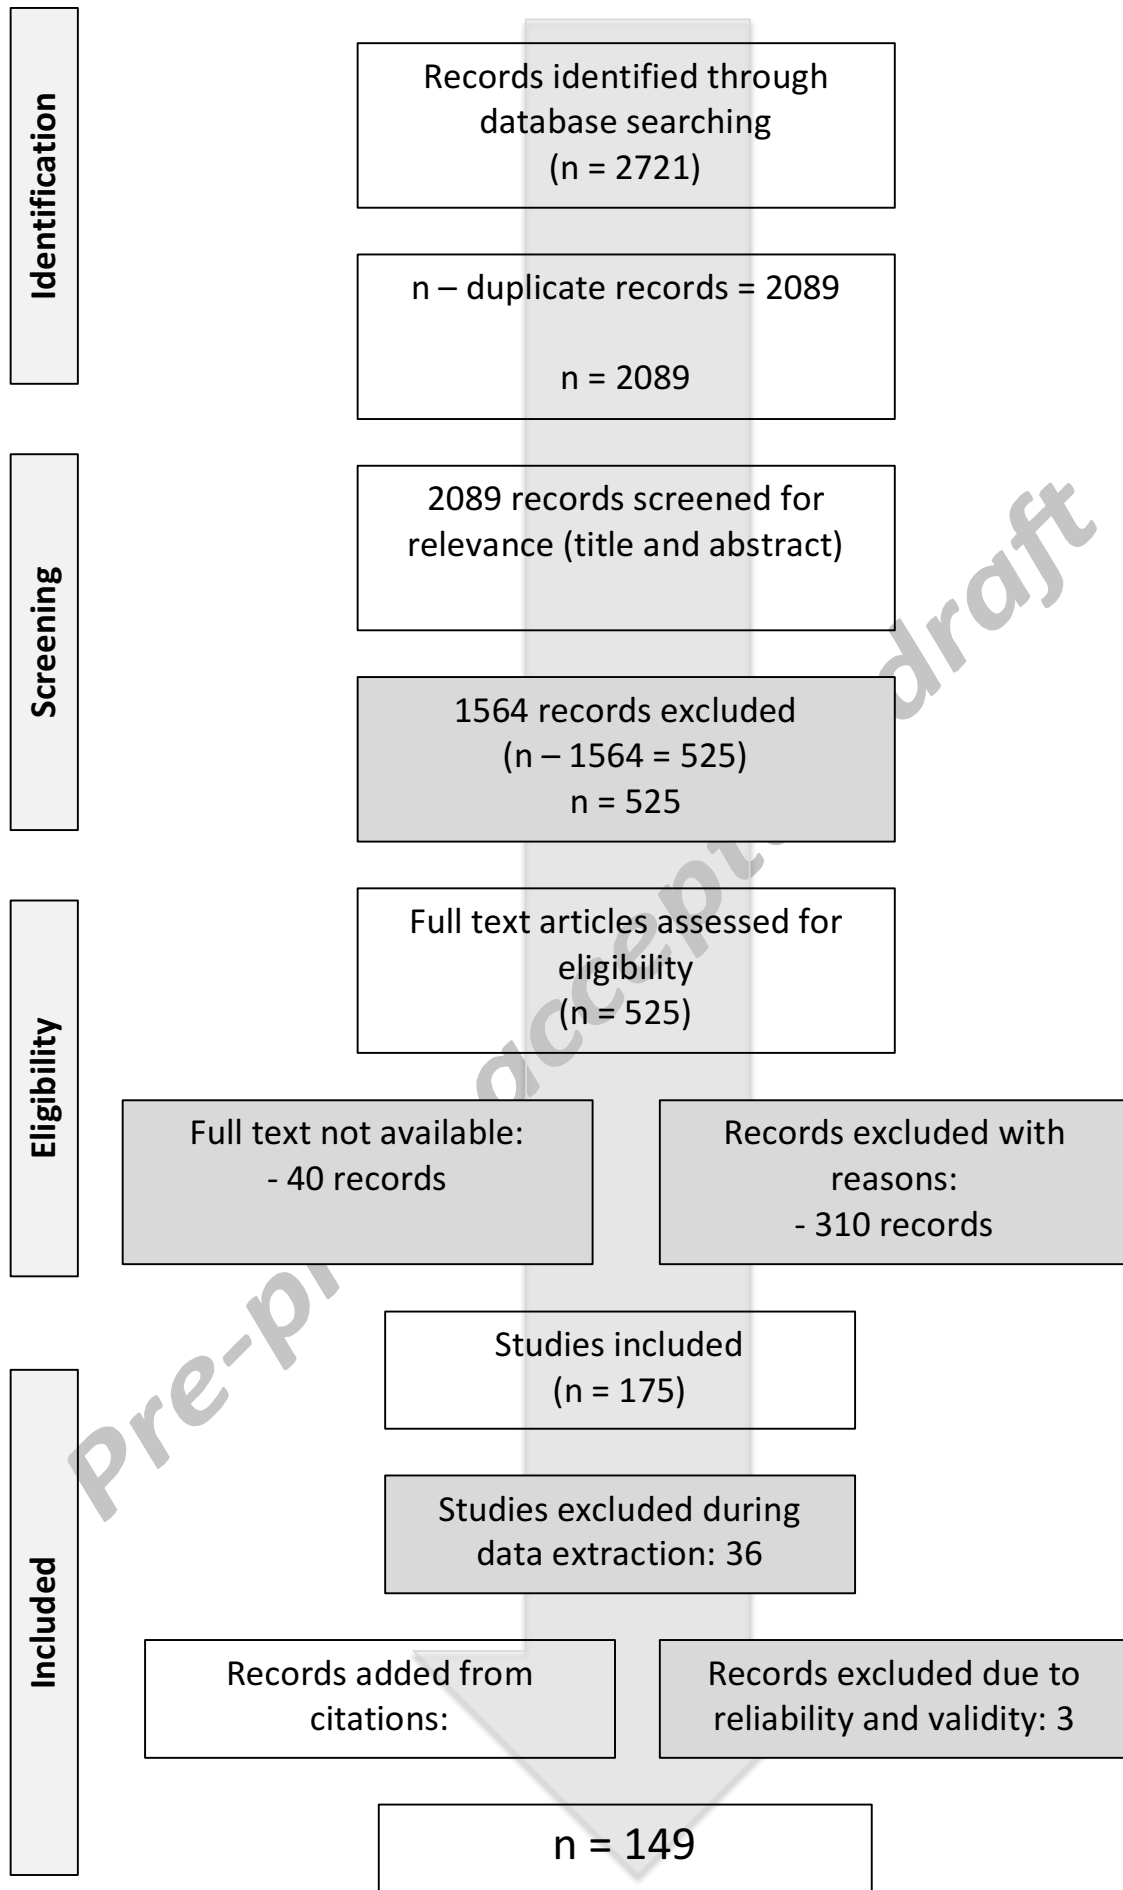 Identification
Records identified through
database searching
(n = 2721)
n – duplicate records = 2089
n = 2089
Screening
2089 records screened for
relevance (title and abstract)
1564 records excluded
(n – 1564 = 525)
n = 525
Eligibility
Full text articles assessed for
eligibility
(n = 525)
Full text not available:
- 40 records
Records excluded with
reasons:
- 310 records
Included
Studies included
(n = 175)
Studies excluded during
data extraction: 36
Records added from
citations:
Records excluded due to
reliability and validity: 3
n = 149
draft